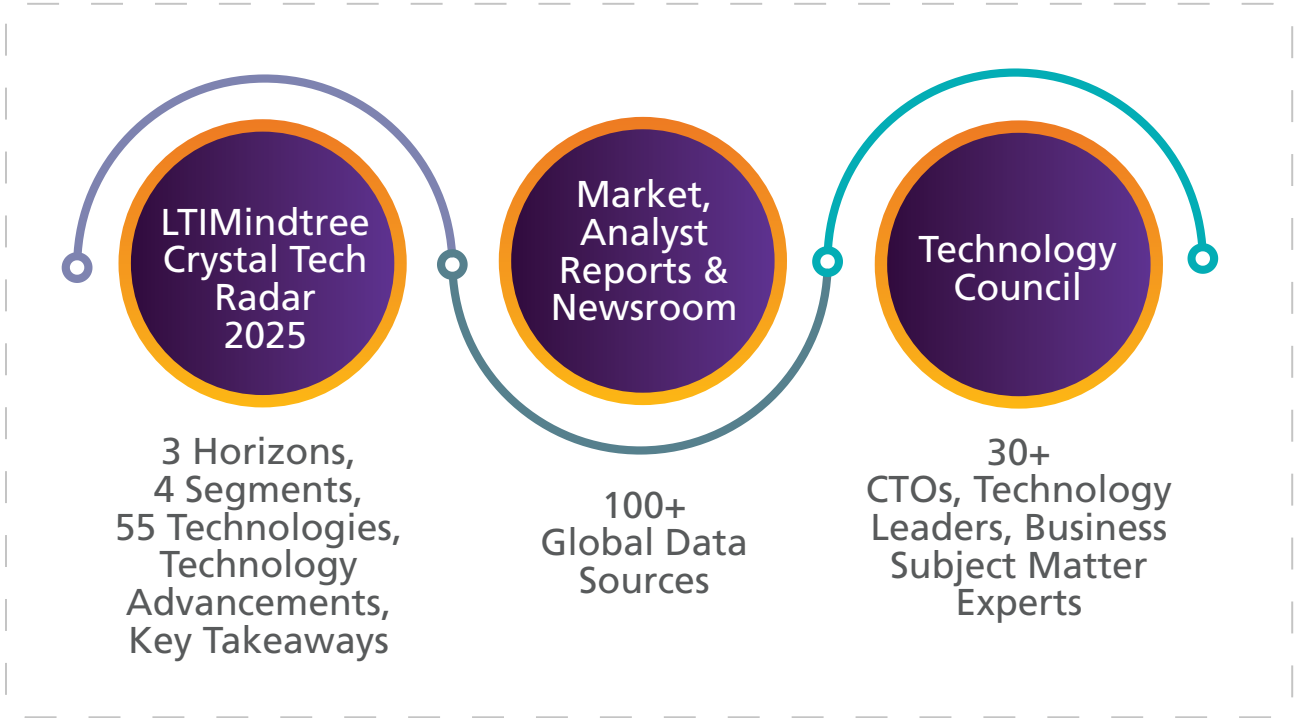 LTIMindtree
Crystal Tech
Radar
2025
3 Horizons,
4 Segments,
55 Technologies,
Technology
Advancements,
Key Takeaways
Market,
Analyst
Reports &
Newsroom
100+
Global Data
Sources
Technology
Council
30+
CTOs, Technology
Leaders, Business
Subject Matter
Experts